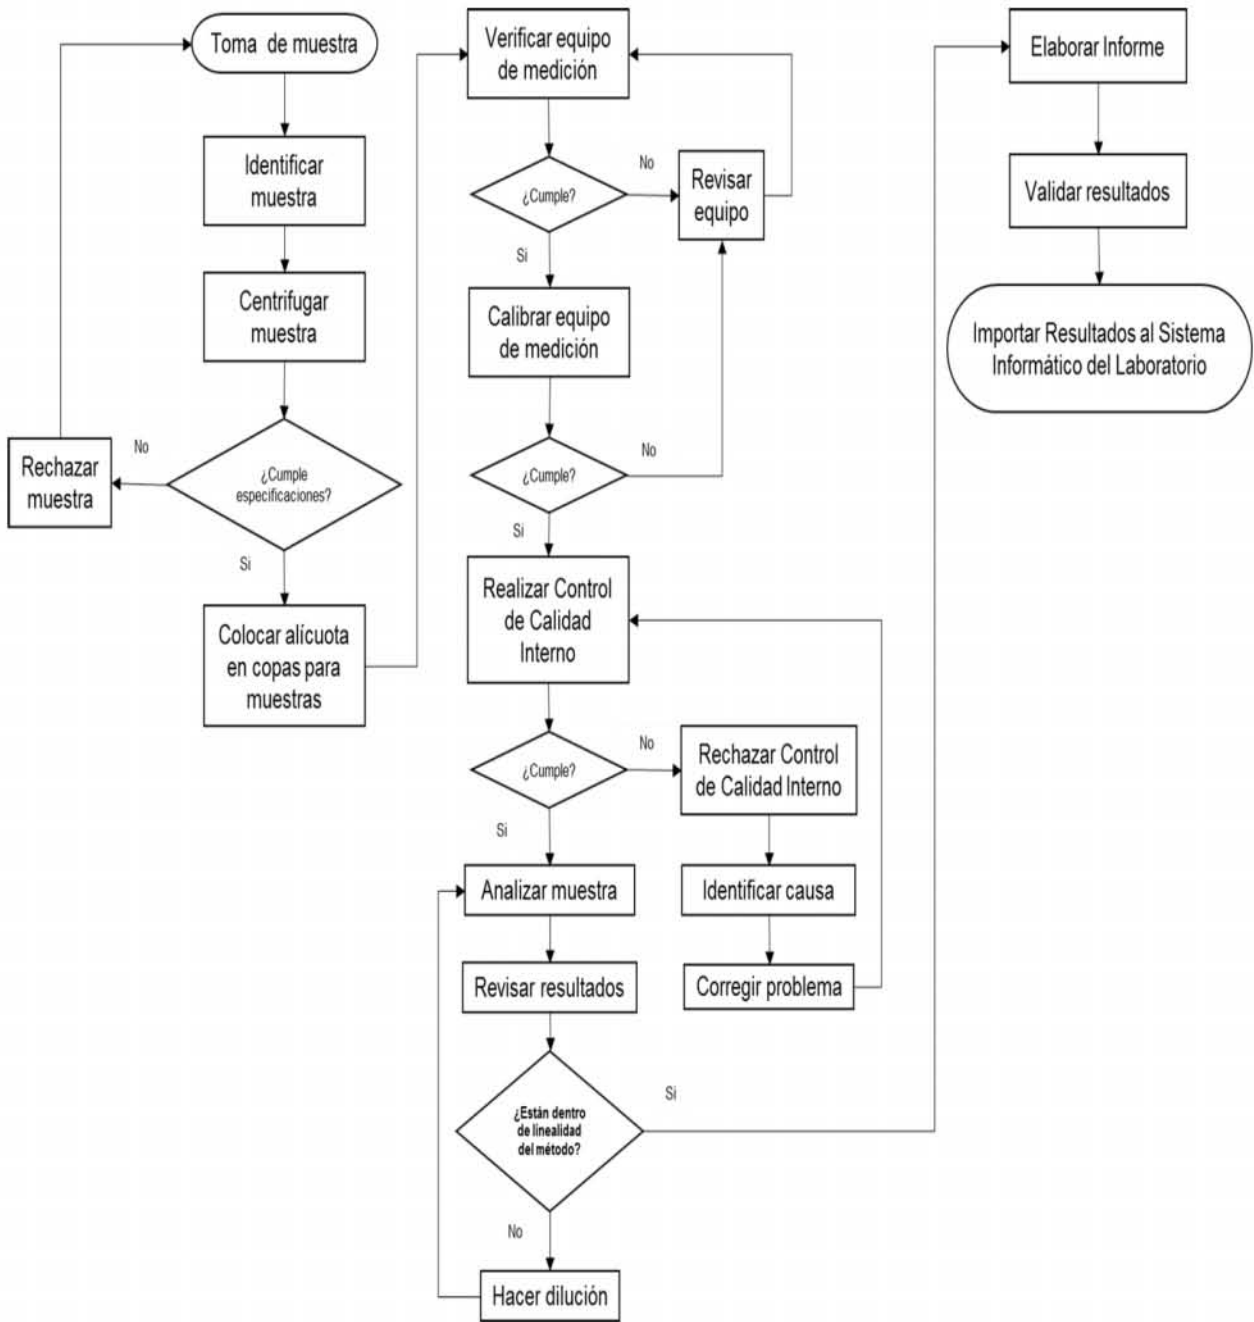 Toma de muestra
Identificar
muestra
Centrifugar
muestra
¿Cumple
especificaciones?
No
Rechazar
muestra
Si
Colocar alícuota
en copas para
muestras
Verificar equipo
de medición
¿Cumple?
No
Revisar
equipo
Si
Calibrar equipo
de medición
¿Cumple?
No
Si
Realizar Control
de Calidad
Interno
¿Cumple?
No
Rechazar Control
de Calidad Interno
Identificar causa
Corregir problema
Si
Analizar muestra
Revisar resultados
¿Están dentro
de linealidad
del método?
Si
No
Hacer dilución
Elaborar Informe
Validar resultados
Importar Resultados al Sistema
Informático del Laboratorio